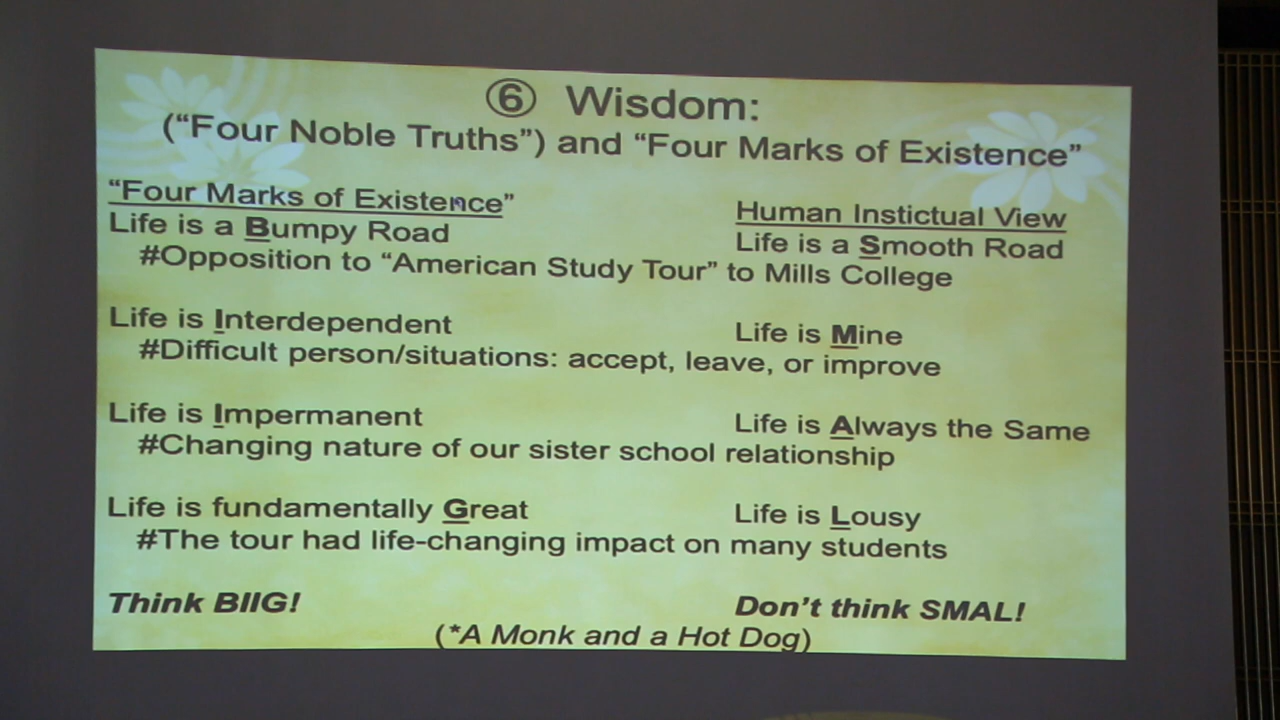 ⑥ Wisdom:
("Four Noble Truths") and "Four Marks of Existence"
"Four Marks of Existence" Human Instictual View
Life is a Bumpy Road Life is a Smooth Road
#Opposition to "American Study Tour" to Mills College
Life is Interdependent Life is Mine
#Difficult person/situations: accept, leave, or improve
Life is Impermanent Life is Always the Same
#Changing nature of our sister school relationship
Life is fundamentally Great Life is Lousy
#The tour had life-changing impact on many students
Think BIIG! Don't think SMAL!
(*A Monk and a Hot Dog)